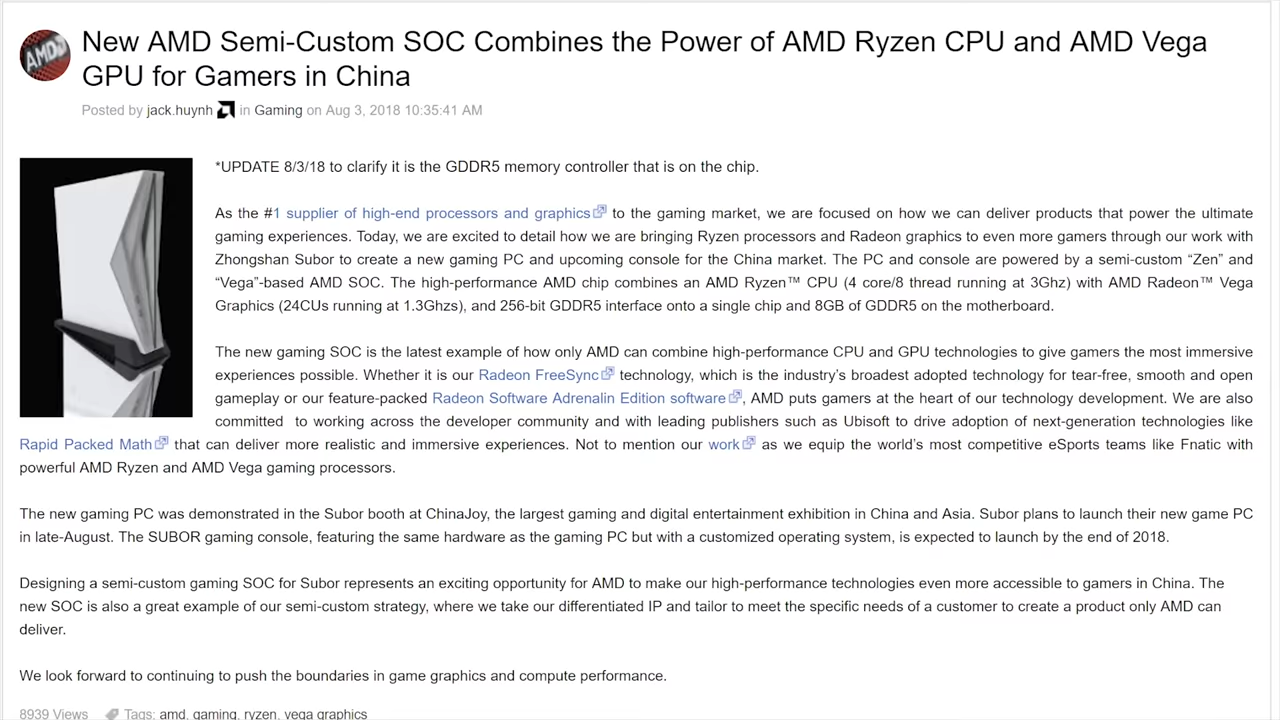 New AMD Semi-Custom SOC Combines the Power of AMD Ryzen CPU and AMD Vega
GPU for Gamers in China
AMD
Posted by jack.huynh in Gaming on Aug 3, 2018 10:35:41 AM
*UPDATE 8/3/18 to clarify it is the GDDR5 memory controller that is on the chip.
As the #1 supplier of high-end processors and graphics to the gaming market, we are focused on how we can deliver products that power the ultimate
gaming experiences. Today, we are excited to detail how we are bringing Ryzen processors and Radeon graphics to even more gamers through our work with
Zhongshan Subor to create a new gaming PC and upcoming console for the China market. The PC and console are powered by a semi-custom “Zen” and
“Vega”-based AMD SOC. The high-performance AMD chip combines an AMD Ryzen™ CPU (4 core/8 thread running at 3Ghz) with AMD Radeon™ Vega
Graphics (24CUs running at 1.3Ghzs), and 256-bit GDDR5 interface onto a single chip and 8GB of GDDR5 on the motherboard.
The new gaming SOC is the latest example of how only AMD can combine high-performance CPU and GPU technologies to give gamers the most immersive
experiences possible. Whether it is our Radeon FreeSync technology, which is the industry’s broadest adopted technology for tear-free, smooth and open
gameplay or our feature-packed Radeon Software Adrenalin Edition software, AMD puts gamers at the heart of our technology development. We are also
committed to working across the developer community and with leading publishers such as Ubisoft to drive adoption of next-generation technologies like
Rapid Packed Math that can deliver more realistic and immersive experiences. Not to mention our work as we equip the world’s most competitive eSports teams like Fnatic with
powerful AMD Ryzen and AMD Vega gaming processors.
The new gaming PC was demonstrated in the Subor booth at ChinaJoy, the largest gaming and digital entertainment exhibition in China and Asia. Subor plans to launch their new game PC
in late-August. The SUBOR gaming console, featuring the same hardware as the gaming PC but with a customized operating system, is expected to launch by the end of 2018.
Designing a semi-custom gaming SOC for Subor represents an exciting opportunity for AMD to make our high-performance technologies even more accessible to gamers in China. The
new SOC is also a great example of our semi-custom strategy, where we take our differentiated IP and tailor to meet the specific needs of a customer to create a product only AMD can
deliver.
We look forward to continuing to push the boundaries in game graphics and compute performance.
8939 Views Tags: amd, gaming, ryzen, vega graphics